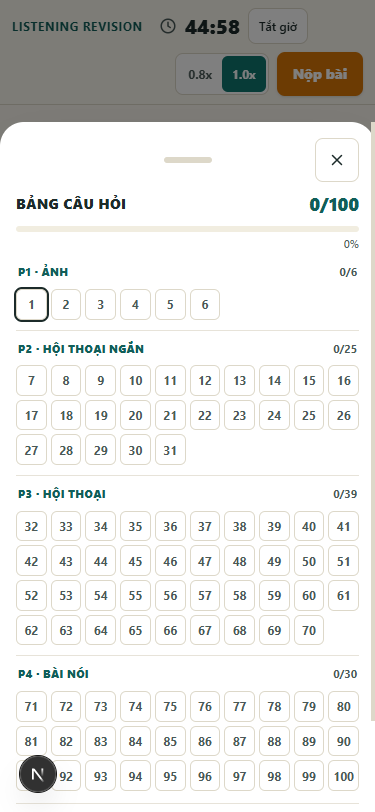 LISTENING REVISION 44:58 Tắt giờ
0.8x 1.0x Nộp bài
BẢNG CÂU HỎI 0/100
0%
P1 · ẢNH 0/6
1 2 3 4 5 6
P2 · HỘI THOẠI NGẮN 0/25
7 8 9 10 11 12 13 14 15 16
17 18 19 20 21 22 23 24 25 26
27 28 29 30 31
P3 · HỘI THOẠI 0/39
32 33 34 35 36 37 38 39 40 41
42 43 44 45 46 47 48 49 50 51
52 53 54 55 56 57 58 59 60 61
62 63 64 65 66 67 68 69 70
P4 · BÀI NÓI 0/30
71 72 73 74 75 76 77 78 79 80
81 82 83 84 85 86 87 88 89 90
N 92 93 94 95 96 97 98 99 100